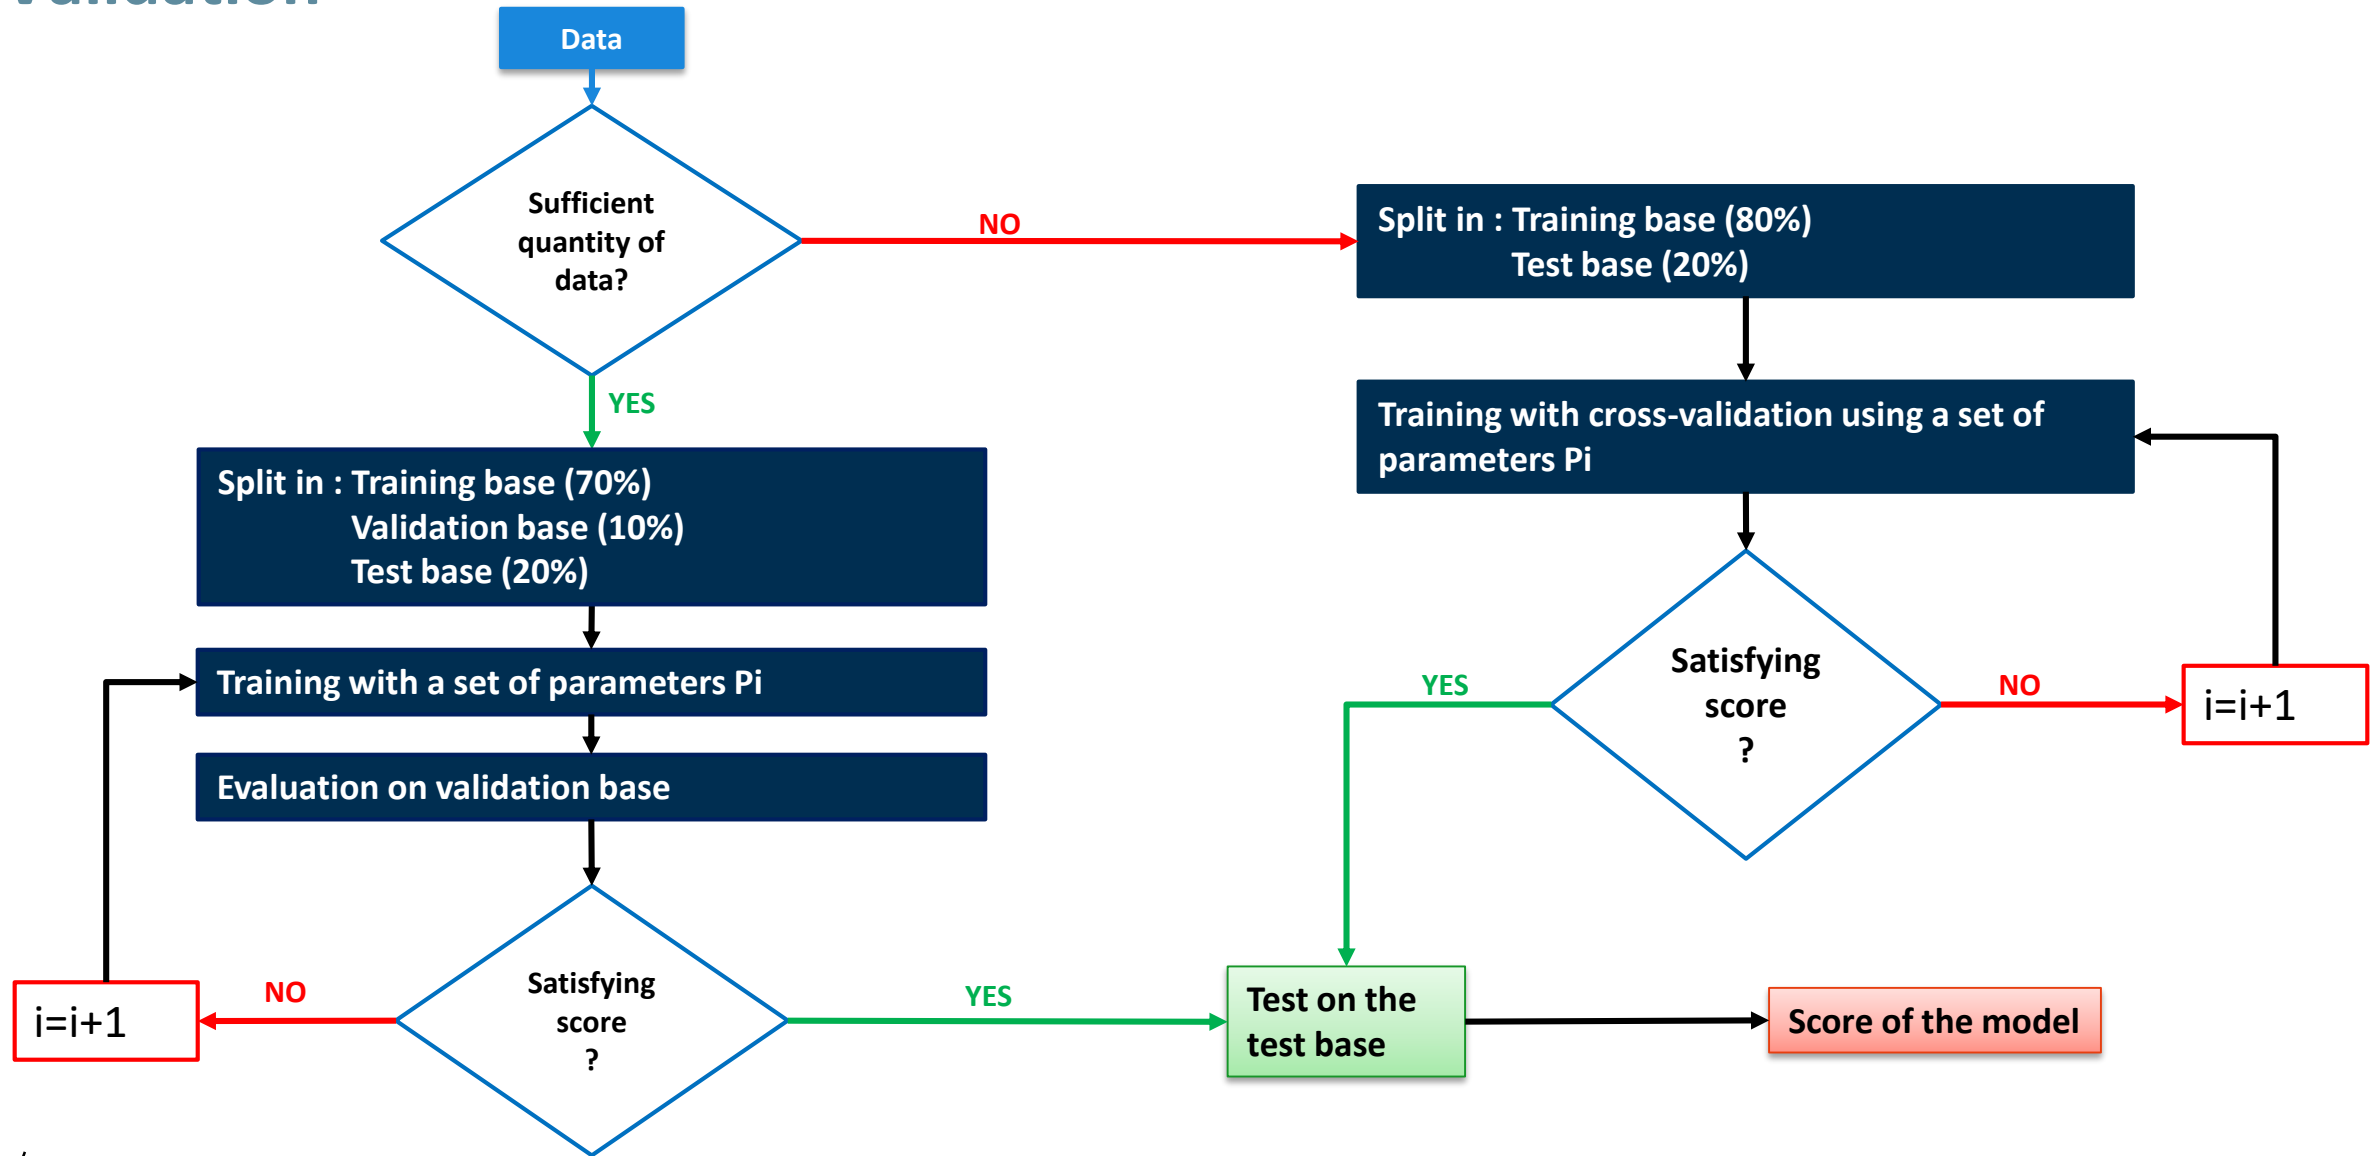 Validation
Data
Sufficient
quantity of
data?
NO
YES
Split in : Training base (80%)
Test base (20%)
Training with cross-validation using a set of
parameters Pi
Split in : Training base (70%)
Validation base (10%)
Test base (20%)
Training with a set of parameters Pi
Evaluation on validation base
Satisfying
score
?
YES
NO
i=i+1
Satisfying
score
?
NO
i=i+1
YES
Test on the
test base
Score of the model